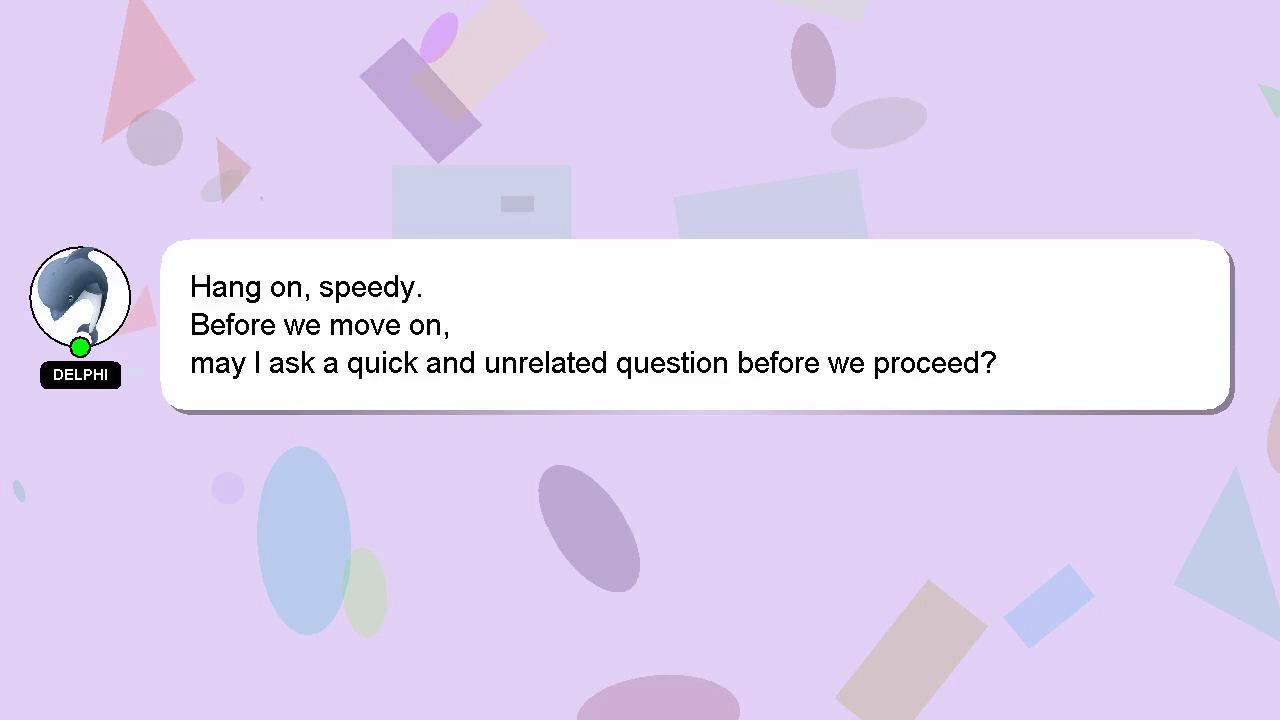 Hang on, speedy.
Before we move on,
may I ask a quick and unrelated question before we proceed?
DELPHI